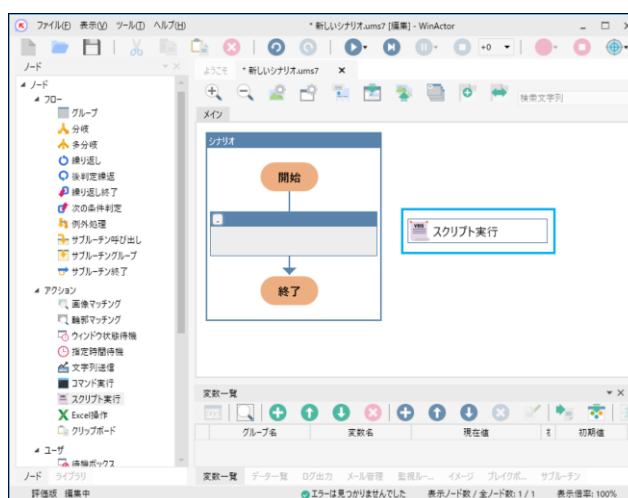 ファイル(F) 表示(V) ツール(T) ヘルプ(H)
* 新しいシナリオ.ums7 [編集] - WinActor
+0
ノード
ようこそ * 新しいシナリオ.ums7
検索文字列
メイン
ノード
フロー
グループ
分岐
多分岐
繰り返し
後判定繰返
繰り返し終了
次の条件判定
例外処理
サブルーチン呼び出し
サブルーチングループ
サブルーチン終了
アクション
画像マッチング
輪郭マッチング
ウィンドウ状態待機
指定時間待機
文字列送信
コマンド実行
スクリプト実行
Excel操作
クリップボード
ユーザ
待機ボックス
シナリオ
開始
終了
VBS
スクリプト実行
変数一覧
グループ名 変数名 現在値 初期値
ノード ライブラリ
変数一覧 データ一覧 ログ出力 メール管理 監視ルー... イメージ ブレイクポ... サブルーチン
評価版 編集中
エラーは見つかりませんでした 表示ノード数 / 全ノード数: 1 / 1 表示倍率: 100%